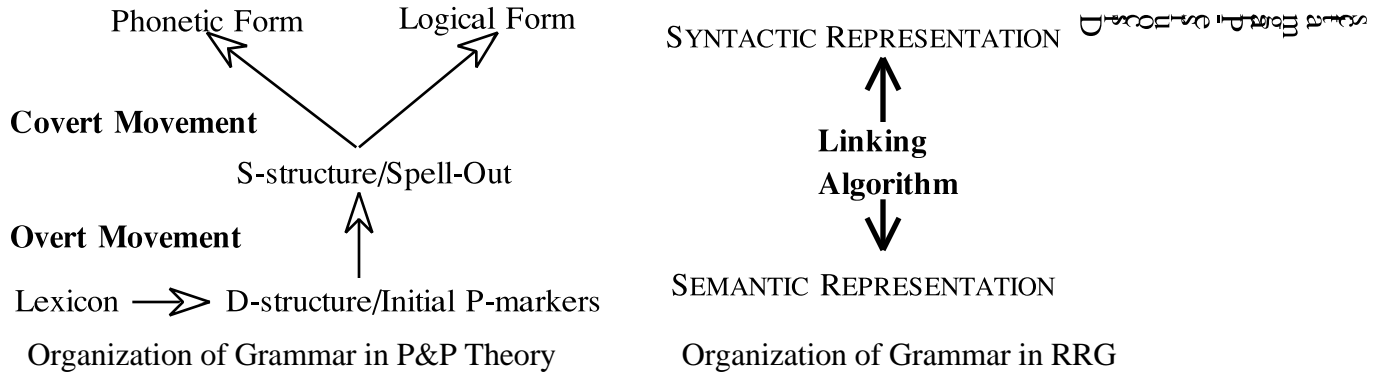 Phonetic Form
Logical Form
Covert Movement
S-structure/Spell-Out
Overt Movement
Lexicon
D-structure/Initial P-markers
Organization of Grammar in P&P Theory
SYNTACTIC REPRESENTATION
Linking
Algorithm
SEMANTIC REPRESENTATION
Organization of Grammar in RRG